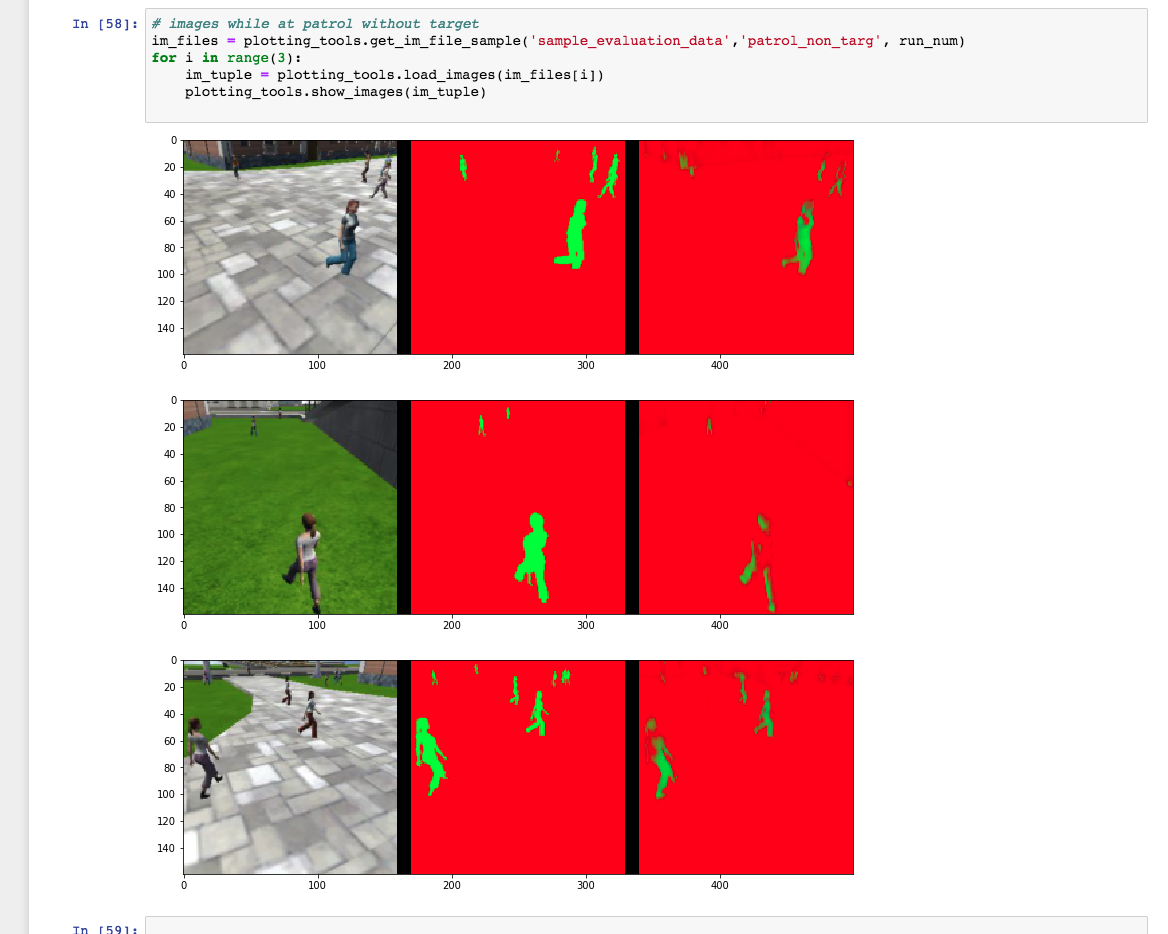 In [58]:
# images while at patrol without target
im_files = plotting_tools.get_im_file_sample('sample_evaluation_data','patrol_non_targ', run_num)
for i in range(3):
    im_tuple = plotting_tools.load_images(im_files[i])
    plotting_tools.show_images(im_tuple)
0
20
40
60
80
100
120
140
0 100 200 300 400
0
20
40
60
80
100
120
140
0 100 200 300 400
0
20
40
60
80
100
120
140
0 100 200 300 400
In [59]: